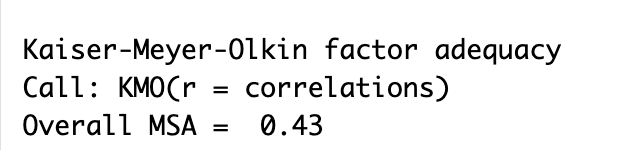 Kaiser-Meyer-Olkin factor adequacy
Call: KMO(r = correlations)
Overall MSA =  0.43